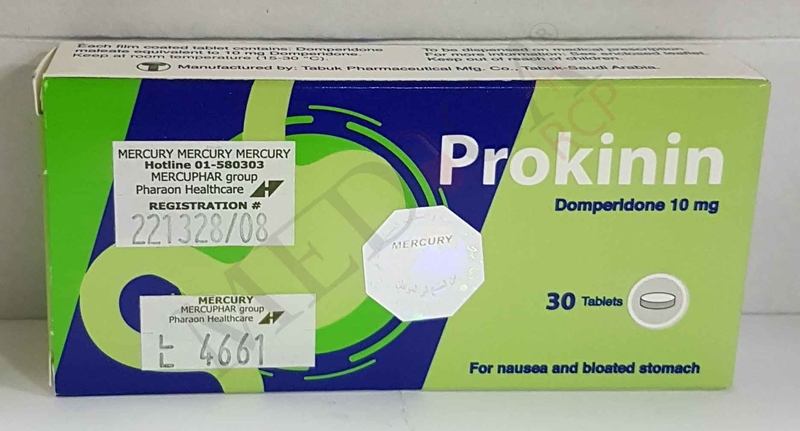 Each film coated tablet contains: Domperidone
maleate equivalent to 10 mg Domperidone.
Keep at room temperature (15-30 °C).
To be dispensed on medical prescription
For more information: See enclosed leaflet.
Keep out of reach of children.
Manufactured by: Tabuk Pharmaceutical Mfg. Co., Tabuk-Saudi Arabia.
Prokinin
Domperidone 10 mg
MERCURY MERCURY MERCURY
Hotline 01-580303
MERCUPHAR group
Pharaon Healthcare
REGISTRATION #
221328/08
MERCURY
MERCURY
MERCUPHAR group
Pharaon Healthcare
4661
30 Tablets
For nausea and bloated stomach